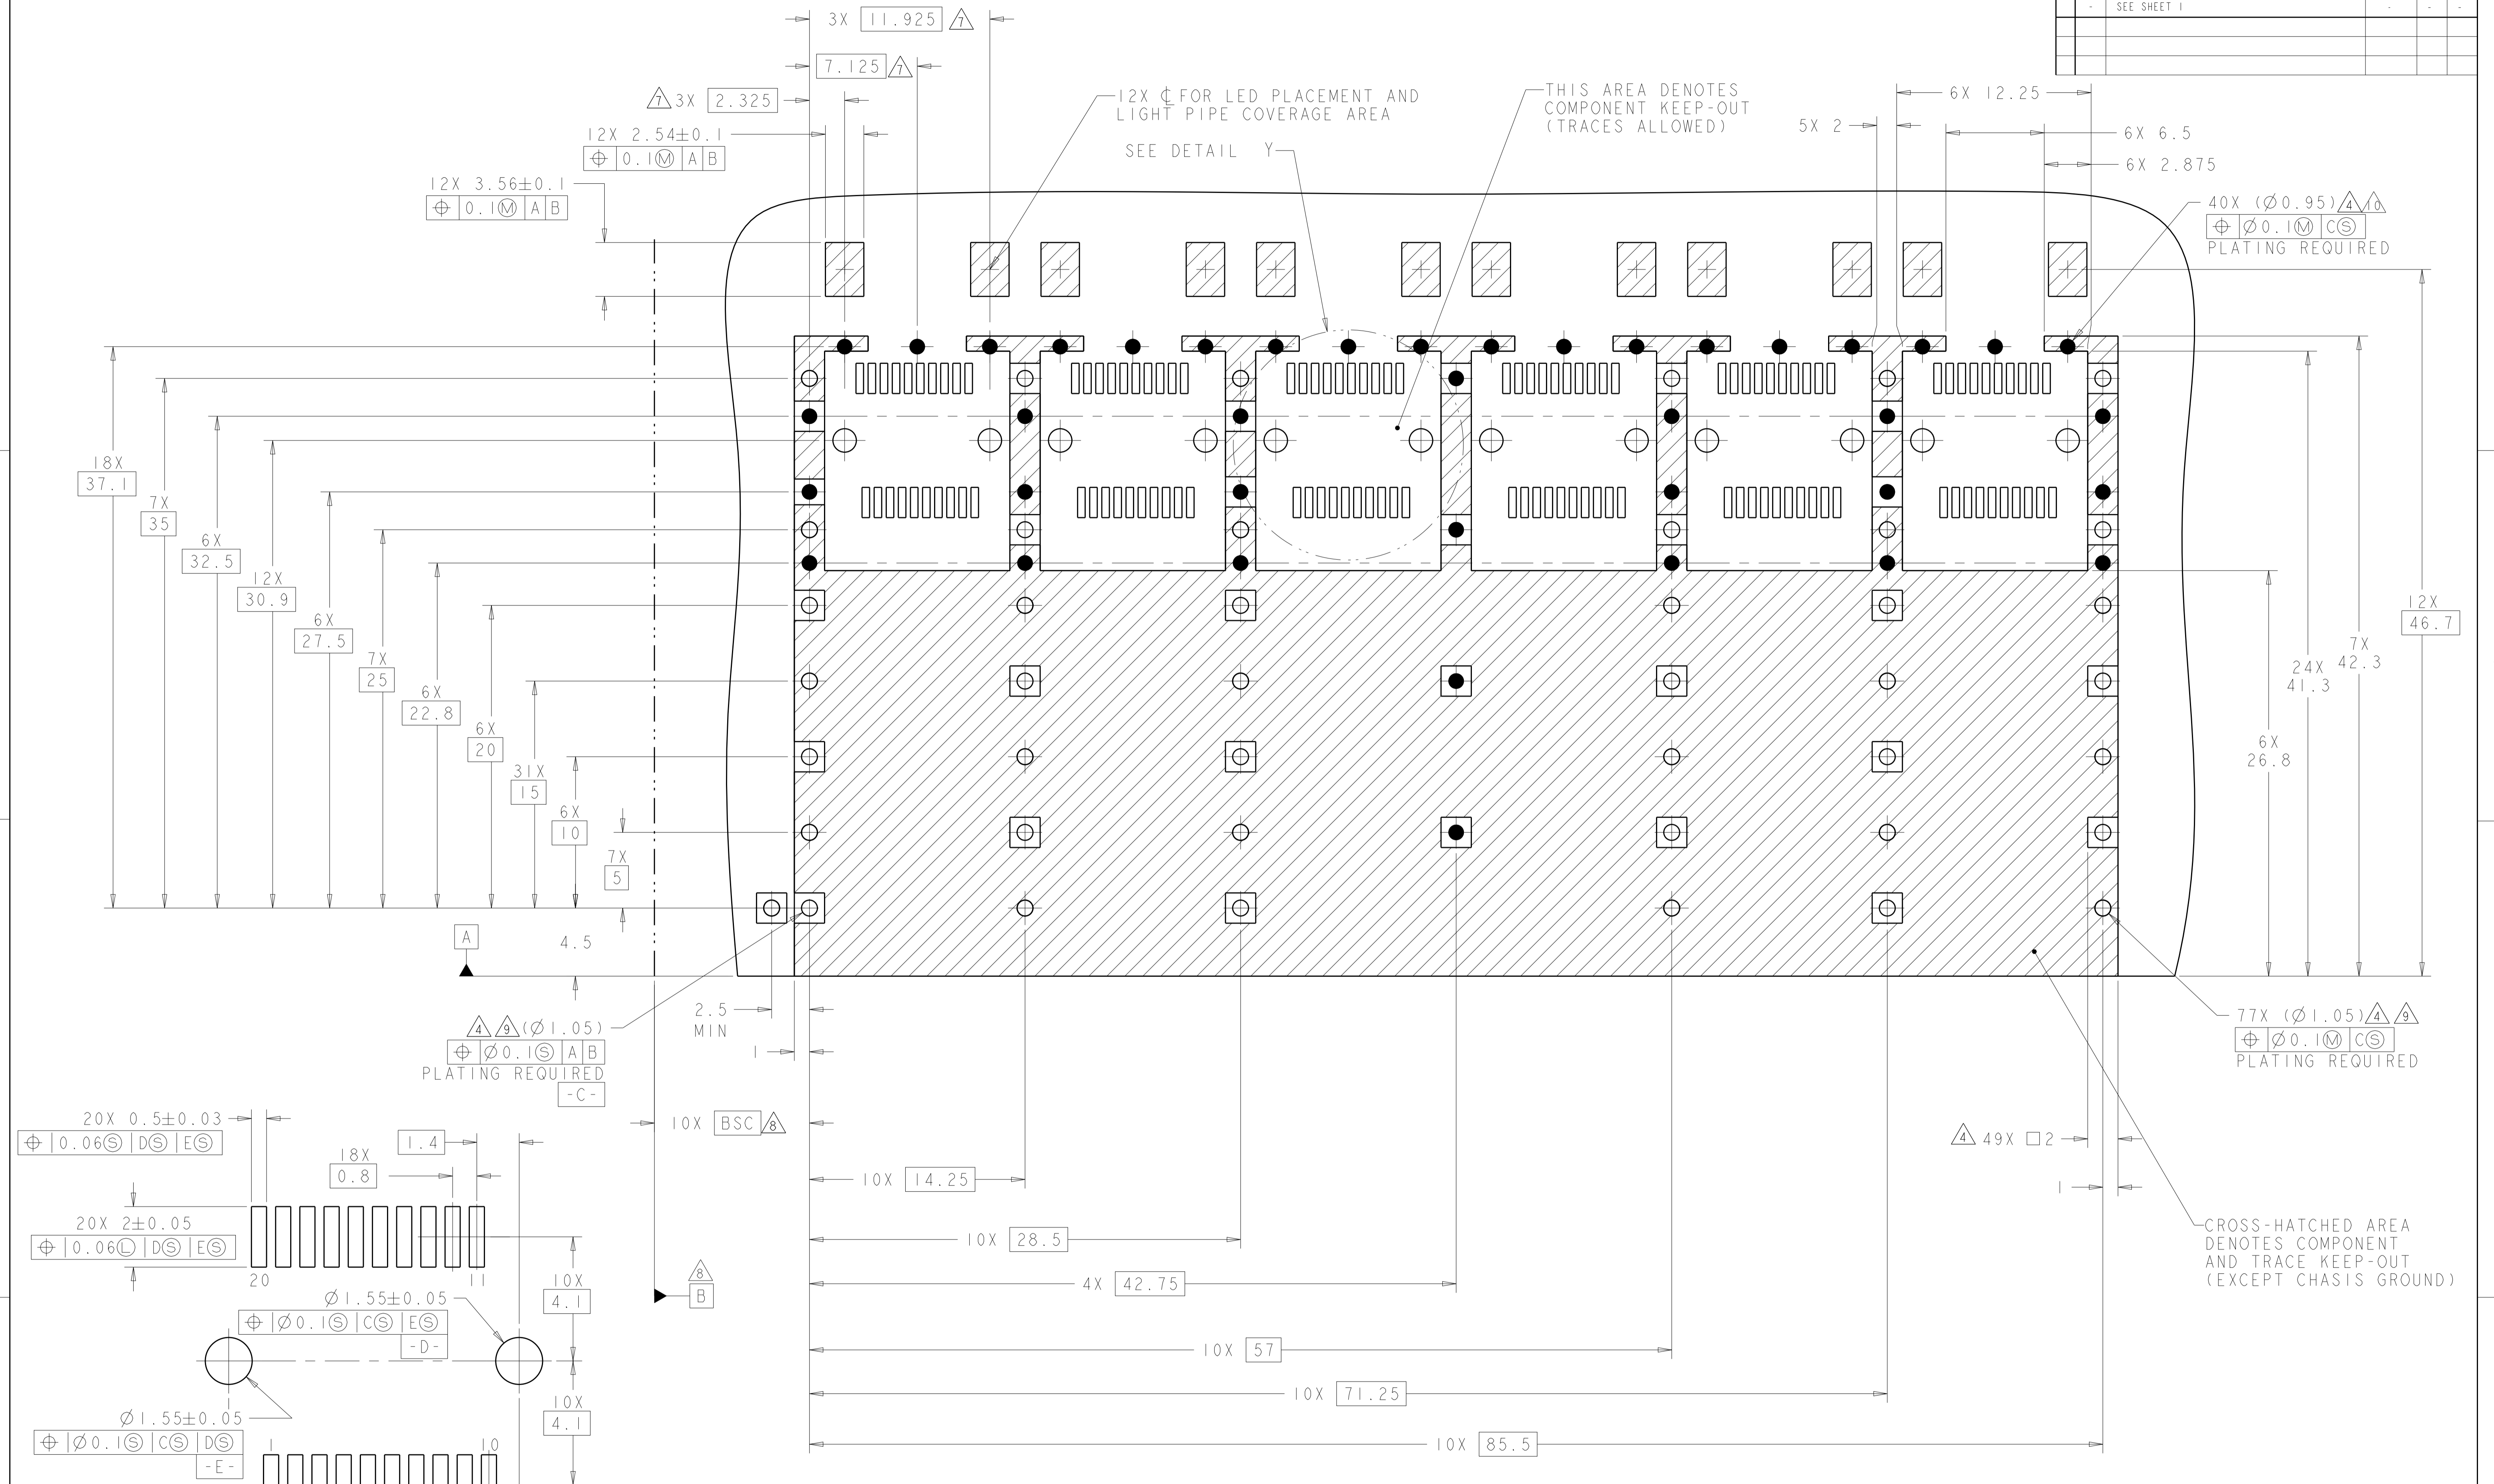 - SEE SHEET 1 - - -
3X 11.925 7
7.125 7
7 3X 2.325
12X 2.54±0.1
⌖ 0.1Ⓜ A B
12X 3.56±0.1
⌖ 0.1Ⓜ A B
12X ℄ FOR LED PLACEMENT AND
LIGHT PIPE COVERAGE AREA
SEE DETAIL Y
THIS AREA DENOTES
COMPONENT KEEP-OUT
(TRACES ALLOWED)
6X 12.25
5X 2
6X 6.5
6X 2.875
40X (Ø0.95) 4 10
⌖ Ø0.1Ⓜ CⓈ
PLATING REQUIRED
18X
37.1
7X
35
6X
32.5
12X
30.9
6X
27.5
7X
25
6X
22.8
6X
20
31X
15
6X
10
7X
5
12X
46.7
7X
42.3
24X
41.3
6X
26.8
A
4.5
2.5
MIN
1
4 9 (Ø1.05)
⌖ Ø0.1Ⓢ A B
PLATING REQUIRED
-C-
77X (Ø1.05) 4 9
⌖ Ø0.1Ⓜ CⓈ
PLATING REQUIRED
10X BSC 8
4 49X □2
1
10X 14.25
10X 28.5
4X 42.75
10X 57
10X 71.25
10X 85.5
8
B
CROSS-HATCHED AREA
DENOTES COMPONENT
AND TRACE KEEP-OUT
(EXCEPT CHASIS GROUND)
20X 0.5±0.03
⌖ 0.06Ⓢ DⓈ EⓈ
1.4
18X
0.8
20X 2±0.05
⌖ 0.06Ⓛ DⓈ EⓈ
20 11
10X
4.1
Ø1.55±0.05
⌖ Ø0.1Ⓢ CⓈ EⓈ
-D-
10X
4.1
Ø1.55±0.05
⌖ Ø0.1Ⓢ CⓈ DⓈ
-E-
1 10